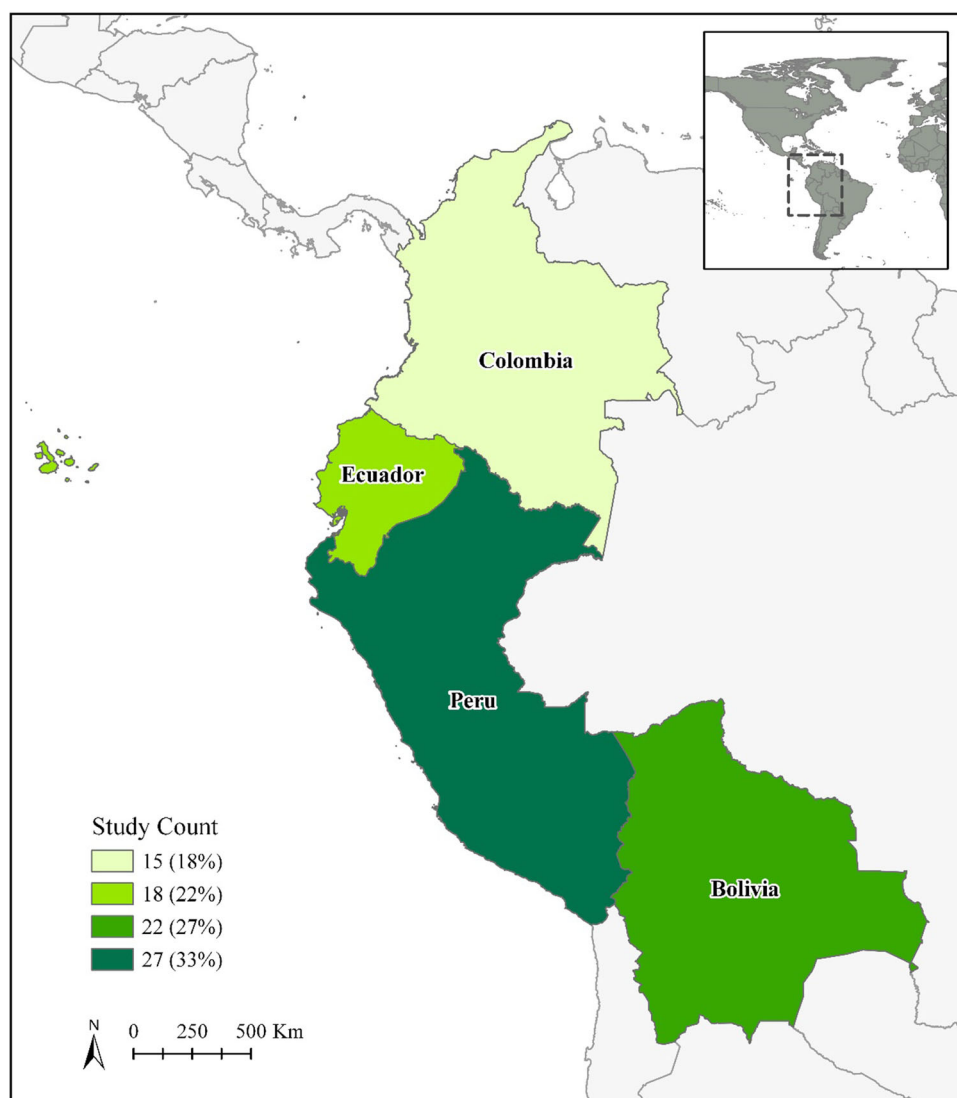 Colombia
Ecuador
Peru
Bolivia
Study Count
15 (18%)
18 (22%)
22 (27%)
27 (33%)
N
0 250 500 Km